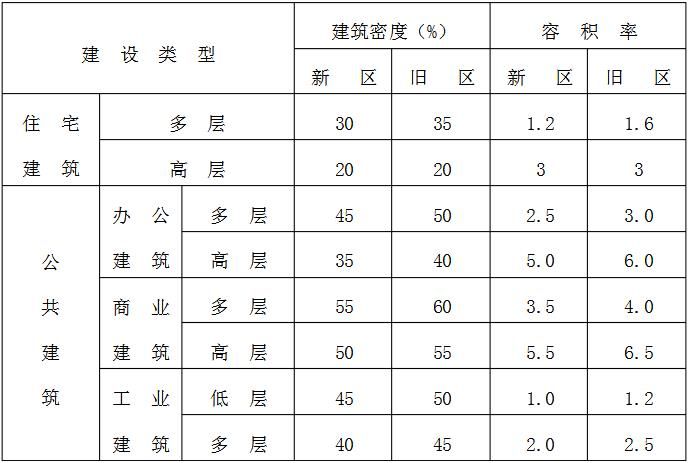 建设类型 建筑密度(%) 容积率
新区 旧区 新区 旧区
住宅 多层 30 35 1.2 1.6
建筑 高层 20 20 3 3
办公 多层 45 50 2.5 3.0
公 建筑 高层 35 40 5.0 6.0
共 商业 多层 55 60 3.5 4.0
建 建筑 高层 50 55 5.5 6.5
筑 工业 低层 45 50 1.0 1.2
建筑 多层 40 45 2.0 2.5